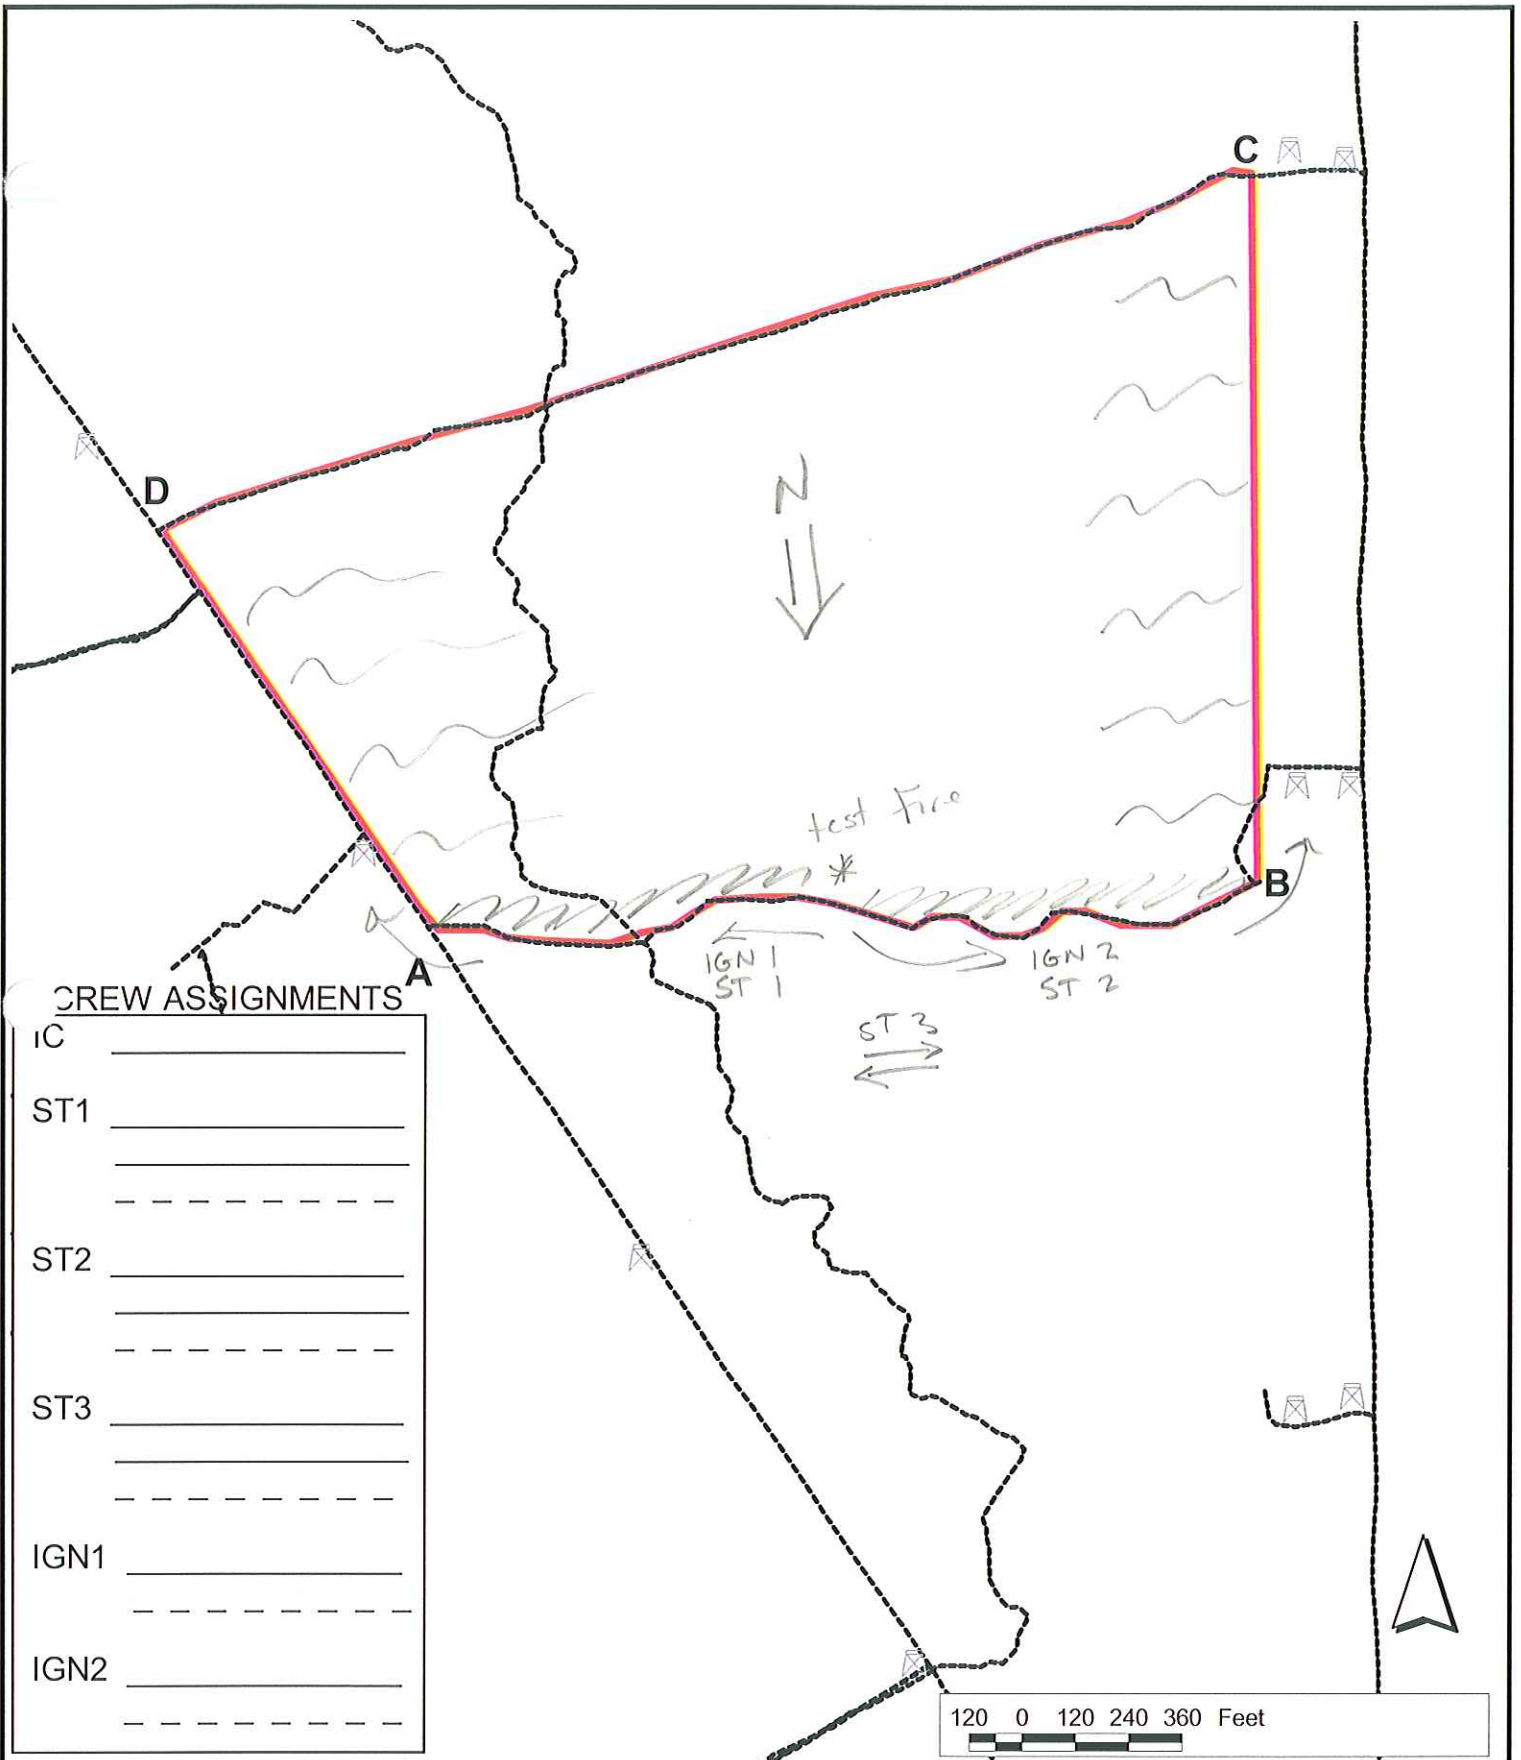 C
D
N
test Fire
*
B
A
IGN 1
ST 1
IGN 2
ST 2
ST 3
CREW ASSIGNMENTS
IC
ST1
ST2
ST3
IGN1
IGN2
120 0 120 240 360 Feet